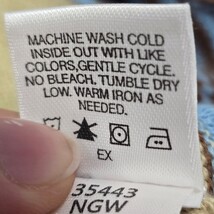 MACHINE WASH COLD
INSIDE OUT WITH LIKE
COLORS,GENTLE CYCLE.
NO BLEACH. TUMBLE DRY
LOW. WARM IRON AS
NEEDED.
EX.
35443
NGW